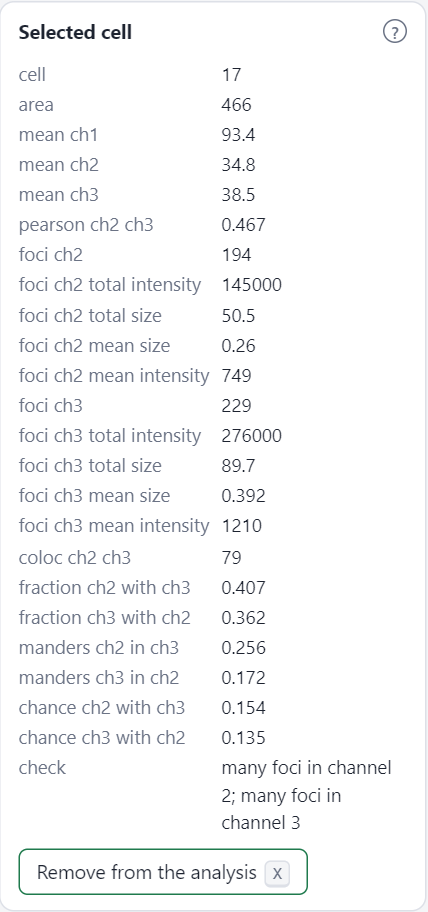 Selected cell ?
cell 17
area 466
mean ch1 93.4
mean ch2 34.8
mean ch3 38.5
pearson ch2 ch3 0.467
foci ch2 194
foci ch2 total intensity 145000
foci ch2 total size 50.5
foci ch2 mean size 0.26
foci ch2 mean intensity 749
foci ch3 229
foci ch3 total intensity 276000
foci ch3 total size 89.7
foci ch3 mean size 0.392
foci ch3 mean intensity 1210
coloc ch2 ch3 79
fraction ch2 with ch3 0.407
fraction ch3 with ch2 0.362
manders ch2 in ch3 0.256
manders ch3 in ch2 0.172
chance ch2 with ch3 0.154
chance ch3 with ch2 0.135
check many foci in channel
2; many foci in
channel 3
Remove from the analysis X